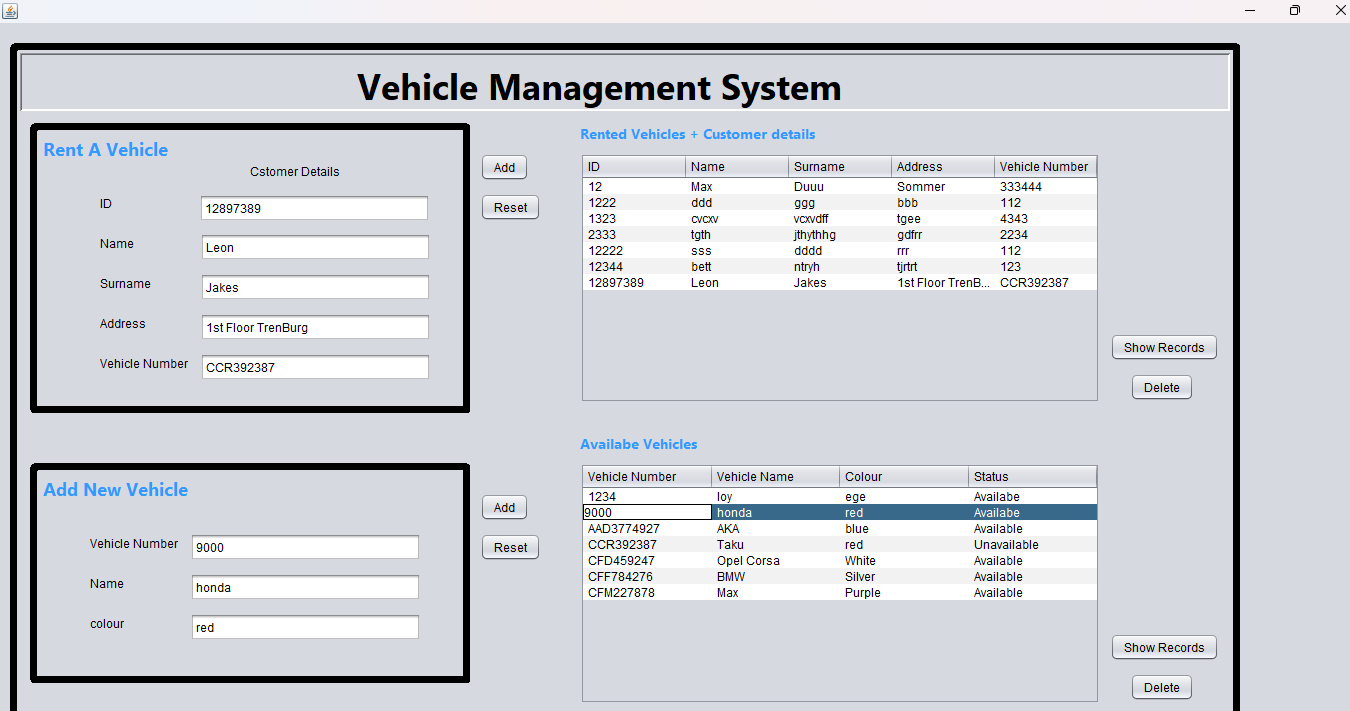 Vehicle Management System
Rent A Vehicle
Cstomer Details
ID 12897389
Name Leon
Surname Jakes
Address 1st Floor TrenBurg
Vehicle Number CCR392387
Add
Reset
Rented Vehicles + Customer details
ID Name Surname Address Vehicle Number
12 Max Duuu Sommer 333444
1222 ddd ggg bbb 112
1323 cvcxv vcxvdff tgee 4343
2333 tgth jthythhg gdfrr 2234
12222 sss dddd rrr 112
12344 bett ntryh tjrtrt 123
12897389 Leon Jakes 1st Floor TrenB... CCR392387
Show Records
Delete
Add New Vehicle
Vehicle Number 9000
Name honda
colour red
Add
Reset
Availabe Vehicles
Vehicle Number Vehicle Name Colour Status
1234 loy ege Availabe
9000 honda red Availabe
AAD3774927 AKA blue Available
CCR392387 Taku red Unavailable
CFD459247 Opel Corsa White Available
CFF784276 BMW Silver Available
CFM227878 Max Purple Available
Show Records
Delete